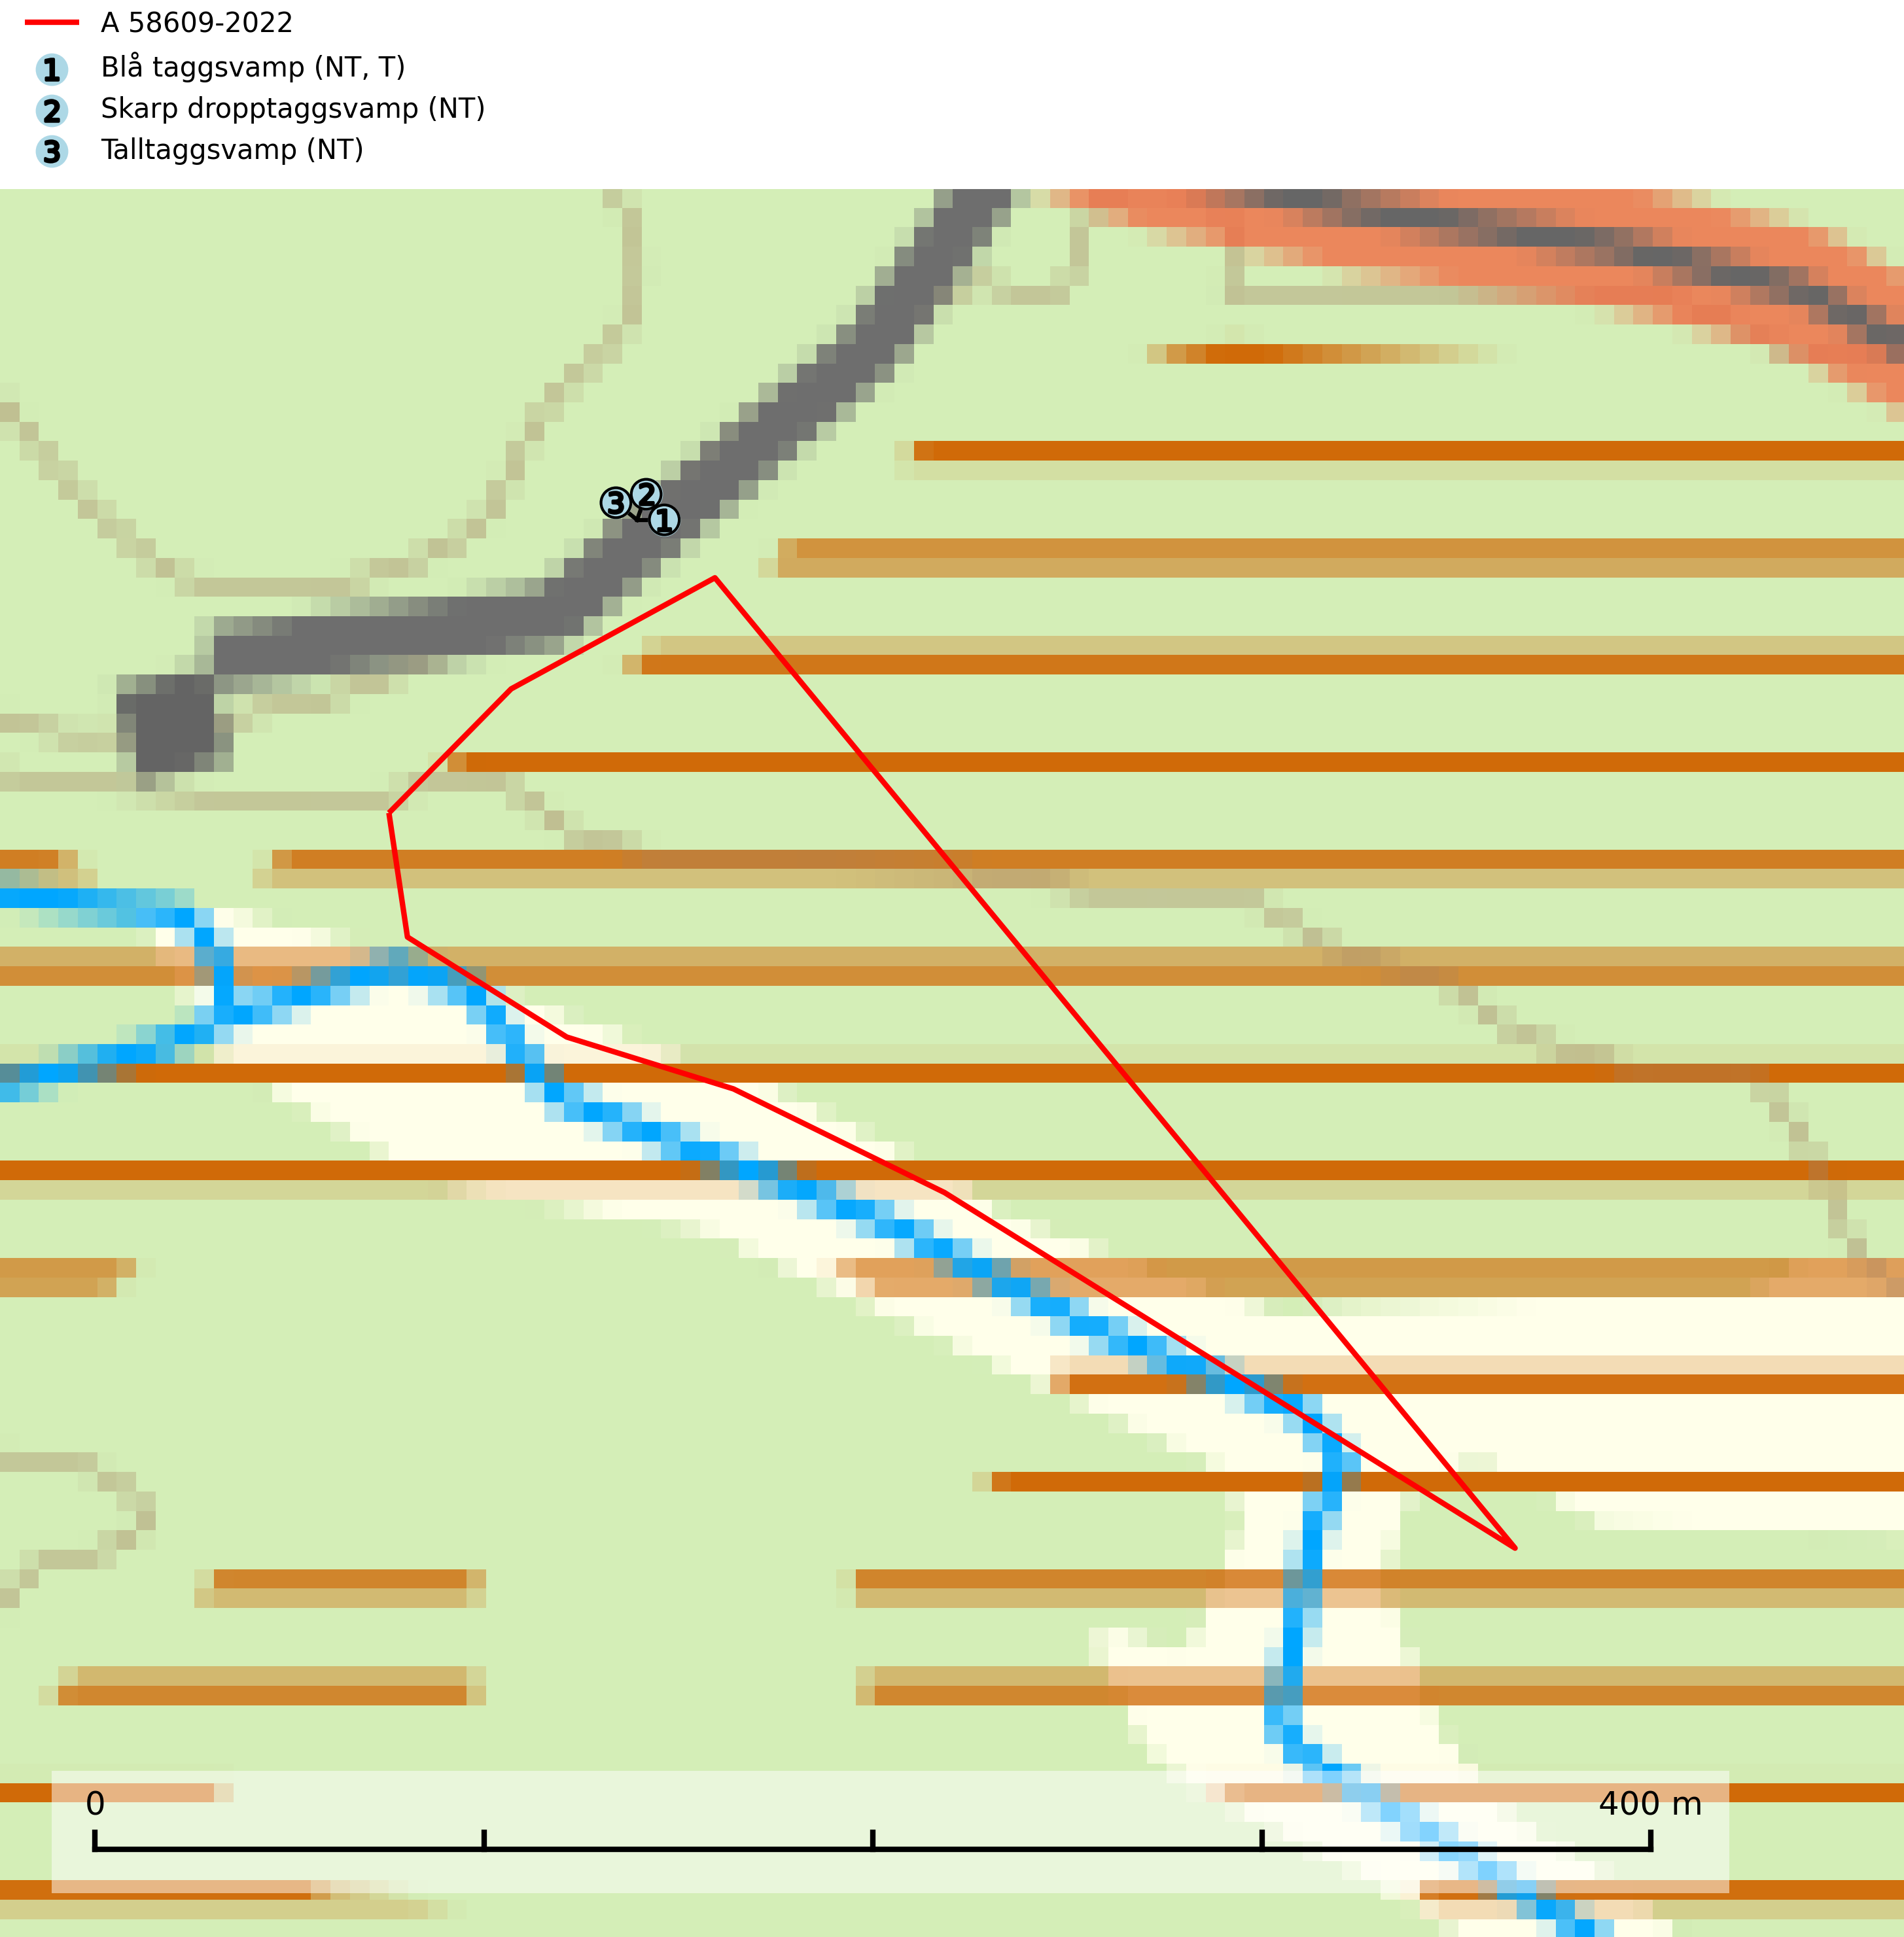 A 58609-2022
1 Blå taggsvamp (NT, T)
2 Skarp dropptaggsvamp (NT)
3 Talltaggsvamp (NT)
3 2
1
0 400 m